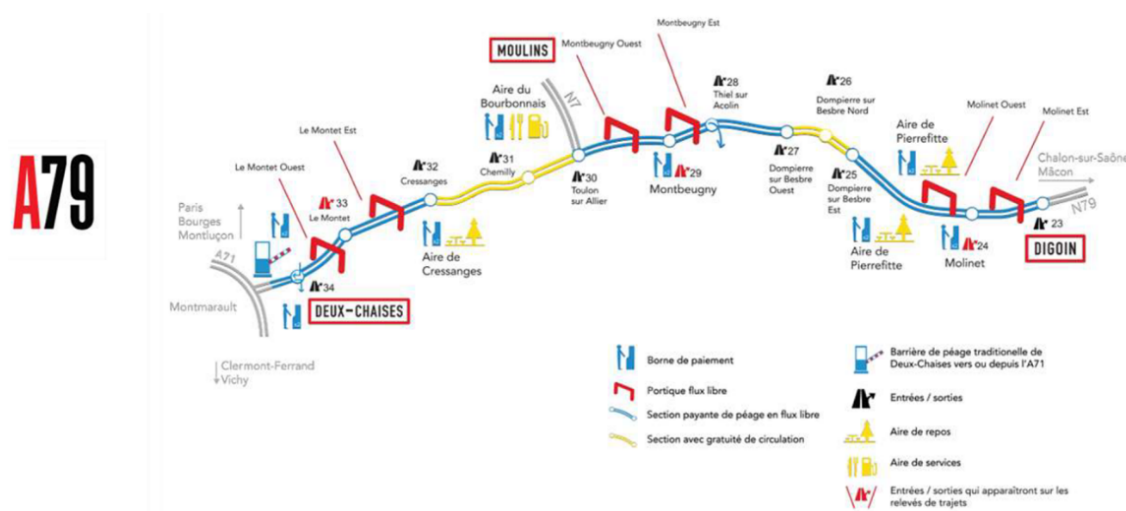 A79
Montbeugny Est
MOULINS
Montbeugny Ouest
28
Thiel sur
Acolin
26
Dompierre sur
Besbre Nord
Aire du
Bourbonnais
N7
Molinet Ouest
Molinet Est
Aire de
Pierrefitte
Le Montet Est
Le Montet Ouest
32
Cressanges
31
Chemilly
30
Toulon
sur Allier
29
Montbeugny
27
Dompierre
sur Besbre
Ouest
25
Dompierre
sur Besbre
Est
Chalon-sur-Saône
Mâcon
N79
33
Le Montet
Paris
Bourges
Montluçon
A71
Aire de
Cressanges
Aire de
Pierrefitte
24
Molinet
23
DIGOIN
34
DEUX-CHAISES
Montmarault
Clermont-Ferrand
Vichy
Borne de paiement
Portique flux libre
Section payante de péage en flux libre
Section avec gratuité de circulation
Barrière de péage traditionelle de
Deux-Chaises vers ou depuis l'A71
Entrées / sorties
Aire de repos
Aire de services
Entrées / sorties qui apparaîtront sur les
relevés de trajets